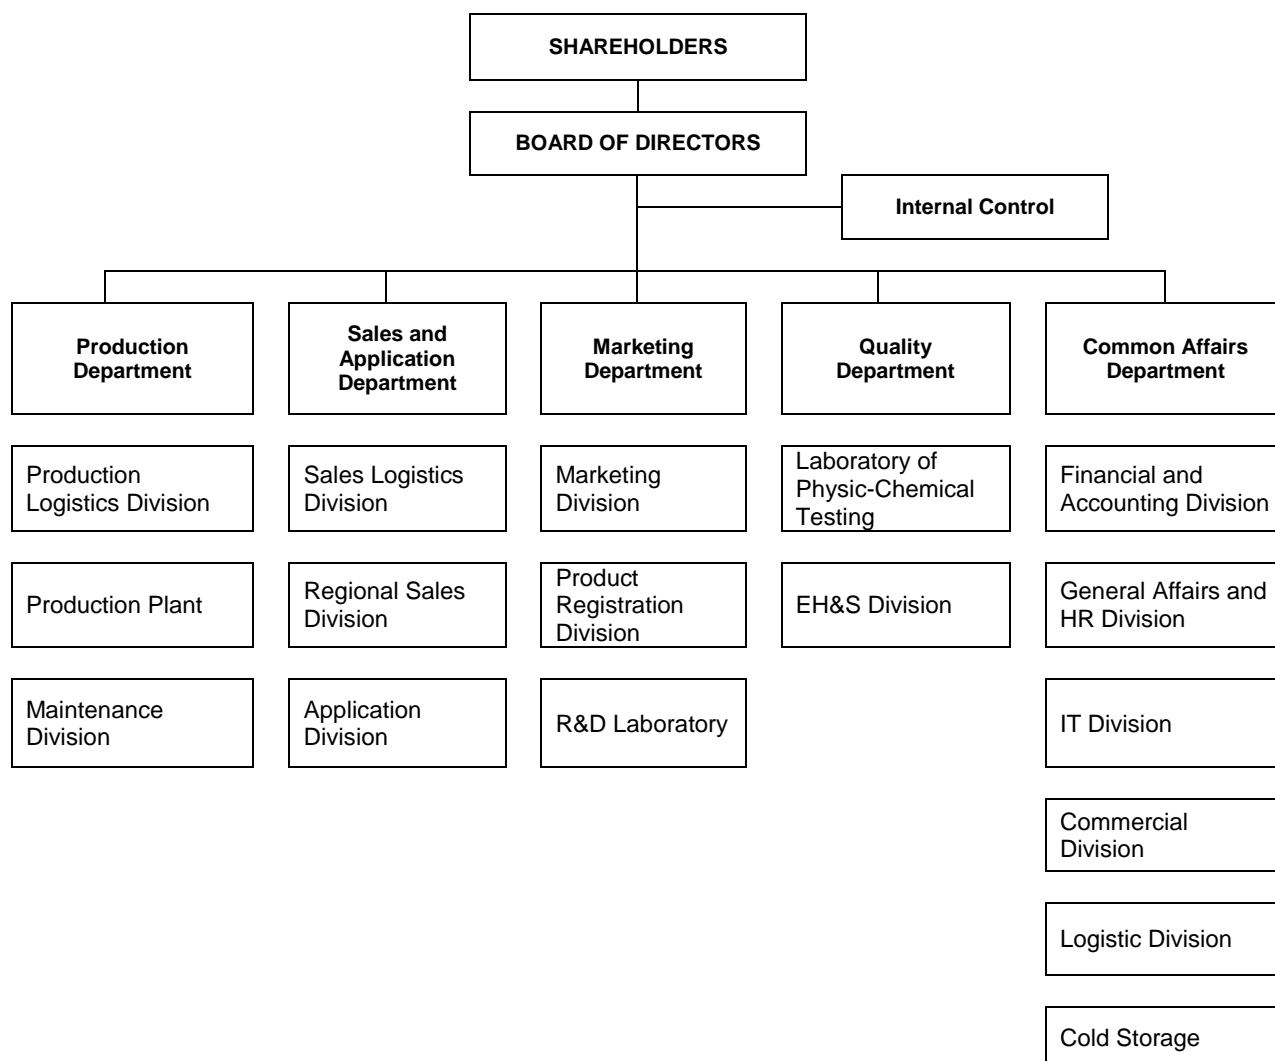 SHAREHOLDERS
BOARD OF DIRECTORS
Internal Control
Production
Department
Sales and
Application
Department
Marketing
Department
Quality
Department
Common Affairs
Department
Production
Logistics Division
Sales Logistics
Division
Marketing
Division
Laboratory of
Physic-Chemical
Testing
Financial and
Accounting Division
Production Plant
Regional Sales
Division
Product
Registration
Division
EH&S Division
General Affairs and
HR Division
Maintenance
Division
Application
Division
R&D Laboratory
IT Division
Commercial
Division
Logistic Division
Cold Storage